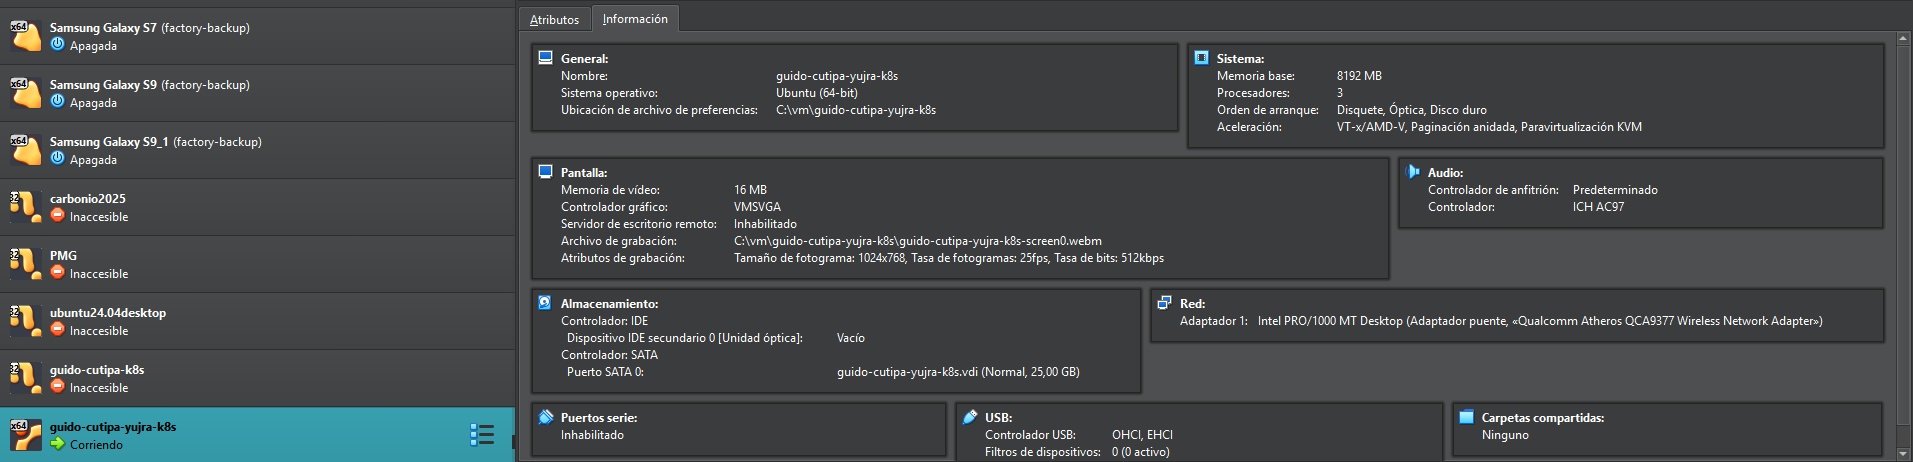 x64
Samsung Galaxy S7 (factory-backup)
Apagada
x64
Samsung Galaxy S9 (factory-backup)
Apagada
x64
Samsung Galaxy S9_1 (factory-backup)
Apagada
32
carbonio2025
Inaccesible
32
PMG
Inaccesible
32
ubuntu24.04desktop
Inaccesible
32
guido-cutipa-k8s
Inaccesible
x64
guido-cutipa-yujra-k8s
Corriendo
Atributos
Información
General:
Nombre: guido-cutipa-yujra-k8s
Sistema operativo: Ubuntu (64-bit)
Ubicación de archivo de preferencias: C:\vm\guido-cutipa-yujra-k8s
Sistema:
Memoria base: 8192 MB
Procesadores: 3
Orden de arranque: Disquete, Óptica, Disco duro
Aceleración: VT-x/AMD-V, Paginación anidada, Paravirtualización KVM
Pantalla:
Memoria de vídeo: 16 MB
Controlador gráfico: VMSVGA
Servidor de escritorio remoto: Inhabilitado
Archivo de grabación: C:\vm\guido-cutipa-yujra-k8s\guido-cutipa-yujra-k8s-screen0.webm
Atributos de grabación: Tamaño de fotograma: 1024x768, Tasa de fotogramas: 25fps, Tasa de bits: 512kbps
Audio:
Controlador de anfitrión: Predeterminado
Controlador: ICH AC97
Almacenamiento:
Controlador: IDE
Dispositivo IDE secundario 0 [Unidad óptica]: Vacío
Controlador: SATA
Puerto SATA 0: guido-cutipa-yujra-k8s.vdi (Normal, 25,00 GB)
Red:
Adaptador 1: Intel PRO/1000 MT Desktop (Adaptador puente, «Qualcomm Atheros QCA9377 Wireless Network Adapter»)
Puertos serie:
Inhabilitado
USB:
Controlador USB: OHCI, EHCI
Filtros de dispositivos: 0 (0 activo)
Carpetas compartidas:
Ninguno